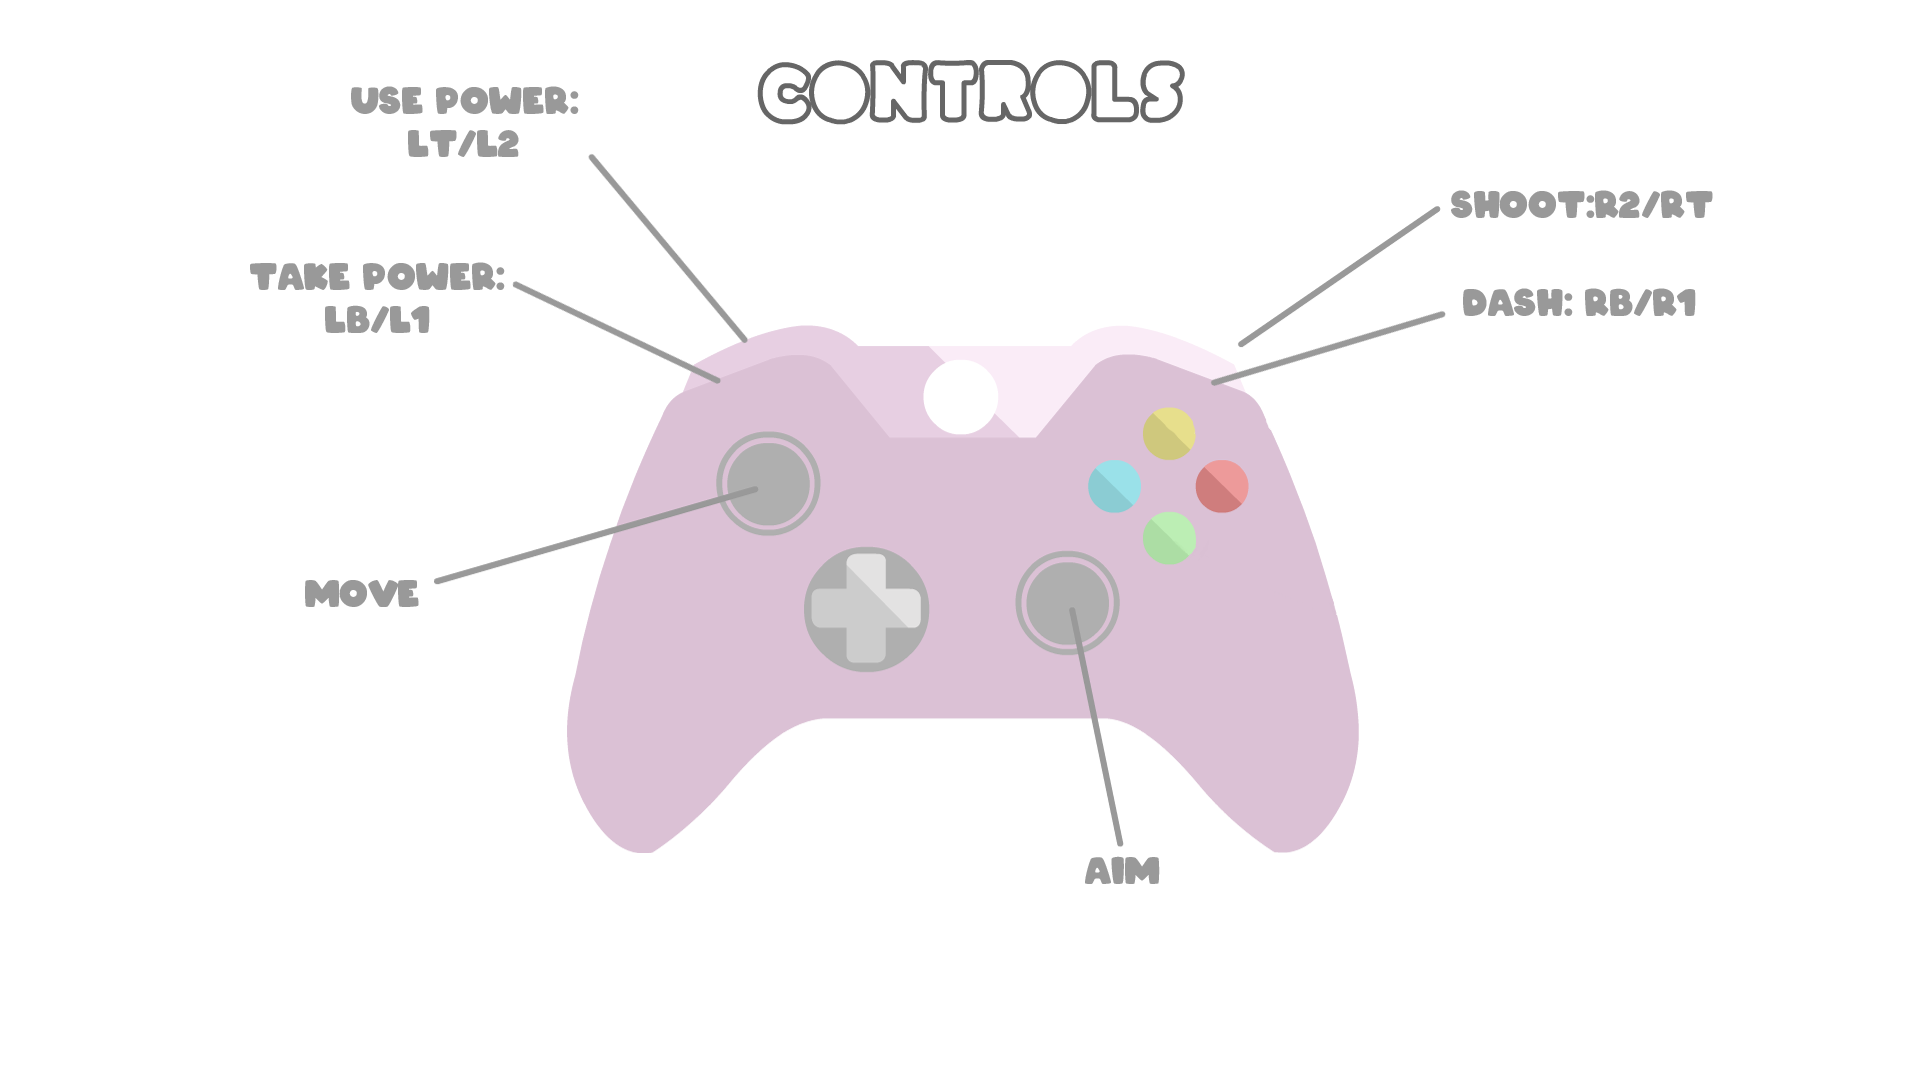 CONTROLS
USE POWER:
LT/L2
SHOOT:R2/RT
TAKE POWER:
LB/L1
DASH: RB/R1
MOVE
AIM